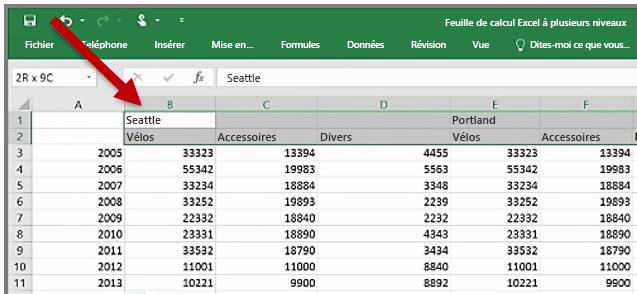 Feuille de calcul Excel à plusieurs niveaux
Fichier Téléphone Insérer Mise en... Formules Données Révision Vue Dites-moi ce que vous...
2R x 9C fx Seattle
A B C D E F
1 Seattle Portland
2 Vélos Accessoires Divers Vélos Accessoires
3 2005 33323 13394 4455 33323 13394
4 2006 55342 19983 5563 55342 19983
5 2007 33234 18884 3348 33234 18884
6 2008 33252 19893 2239 33252 19893
7 2009 22332 18840 2232 22332 18840
8 2010 23331 18890 4343 23331 18890
9 2011 33532 18790 3434 33532 18790
10 2012 11001 11000 8840 11001 11000
11 2013 10221 9900 8892 10221 9900